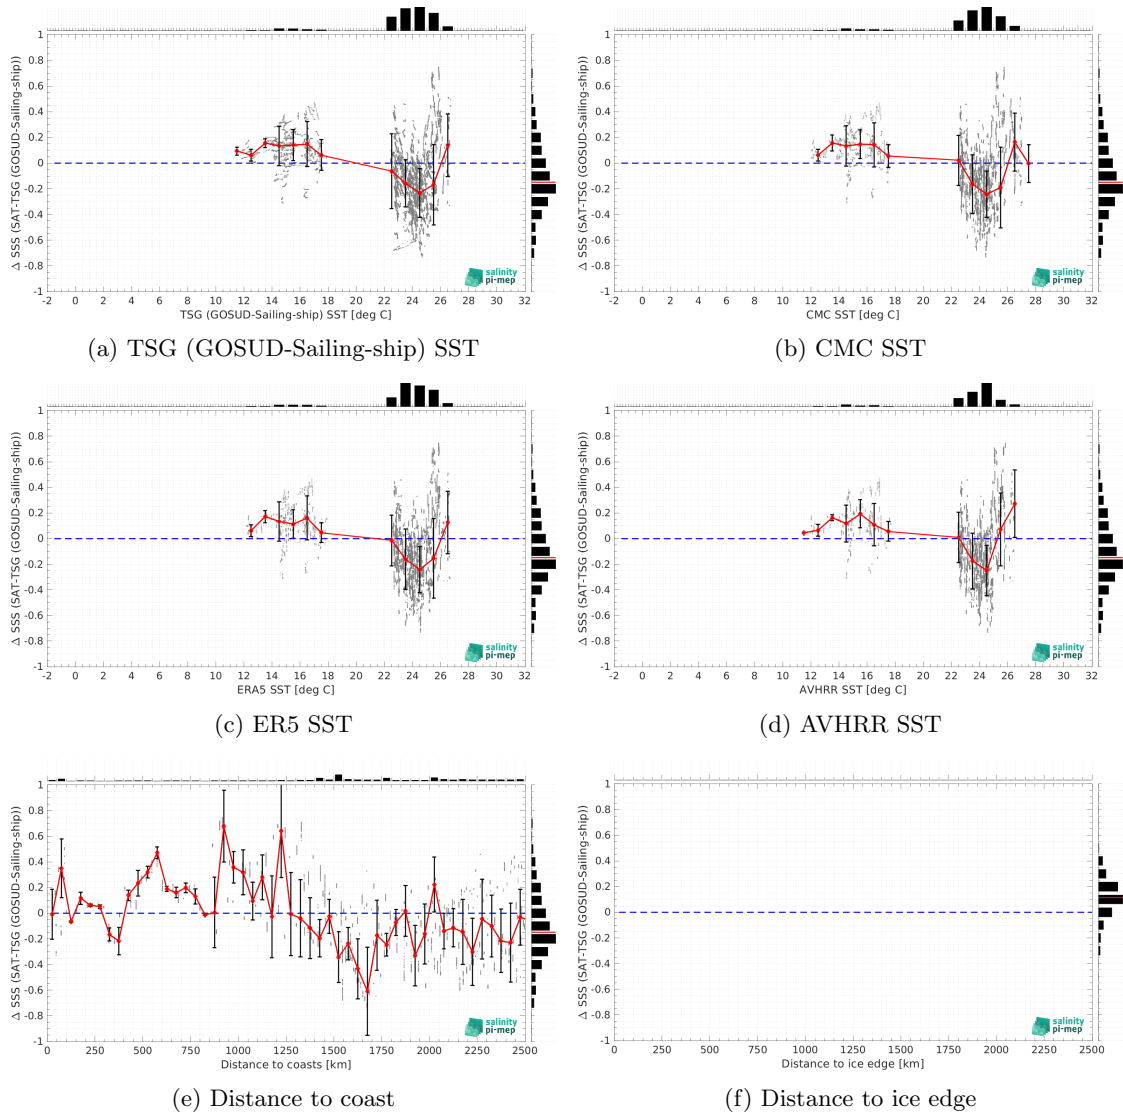 1
0.8
0.6
0.4
0.2
0
-0.2
-0.4
-0.6
-0.8
-1
Δ SSS (SAT-TSG (GOSUD-Sailing-ship))
salinity
pi-mep
-2 0 2 4 6 8 10 12 14 16 18 20 22 24 26 28 30 32
TSG (GOSUD-Sailing-ship) SST [deg C]
(a) TSG (GOSUD-Sailing-ship) SST
1
0.8
0.6
0.4
0.2
0
-0.2
-0.4
-0.6
-0.8
-1
Δ SSS (SAT-TSG (GOSUD-Sailing-ship))
salinity
pi-mep
-2 0 2 4 6 8 10 12 14 16 18 20 22 24 26 28 30 32
CMC SST [deg C]
(b) CMC SST
1
0.8
0.6
0.4
0.2
0
-0.2
-0.4
-0.6
-0.8
-1
Δ SSS (SAT-TSG (GOSUD-Sailing-ship))
salinity
pi-mep
-2 0 2 4 6 8 10 12 14 16 18 20 22 24 26 28 30 32
ERA5 SST [deg C]
(c) ER5 SST
1
0.8
0.6
0.4
0.2
0
-0.2
-0.4
-0.6
-0.8
-1
Δ SSS (SAT-TSG (GOSUD-Sailing-ship))
salinity
pi-mep
-2 0 2 4 6 8 10 12 14 16 18 20 22 24 26 28 30 32
AVHRR SST [deg C]
(d) AVHRR SST
1
0.8
0.6
0.4
0.2
0
-0.2
-0.4
-0.6
-0.8
-1
Δ SSS (SAT-TSG (GOSUD-Sailing-ship))
salinity
pi-mep
0 250 500 750 1000 1250 1500 1750 2000 2250 2500
Distance to coasts [km]
(e) Distance to coast
1
0.8
0.6
0.4
0.2
0
-0.2
-0.4
-0.6
-0.8
-1
Δ SSS (SAT-TSG (GOSUD-Sailing-ship))
salinity
pi-mep
0 250 500 750 1000 1250 1500 1750 2000 2250 2500
Distance to ice edge [km]
(f) Distance to ice edge